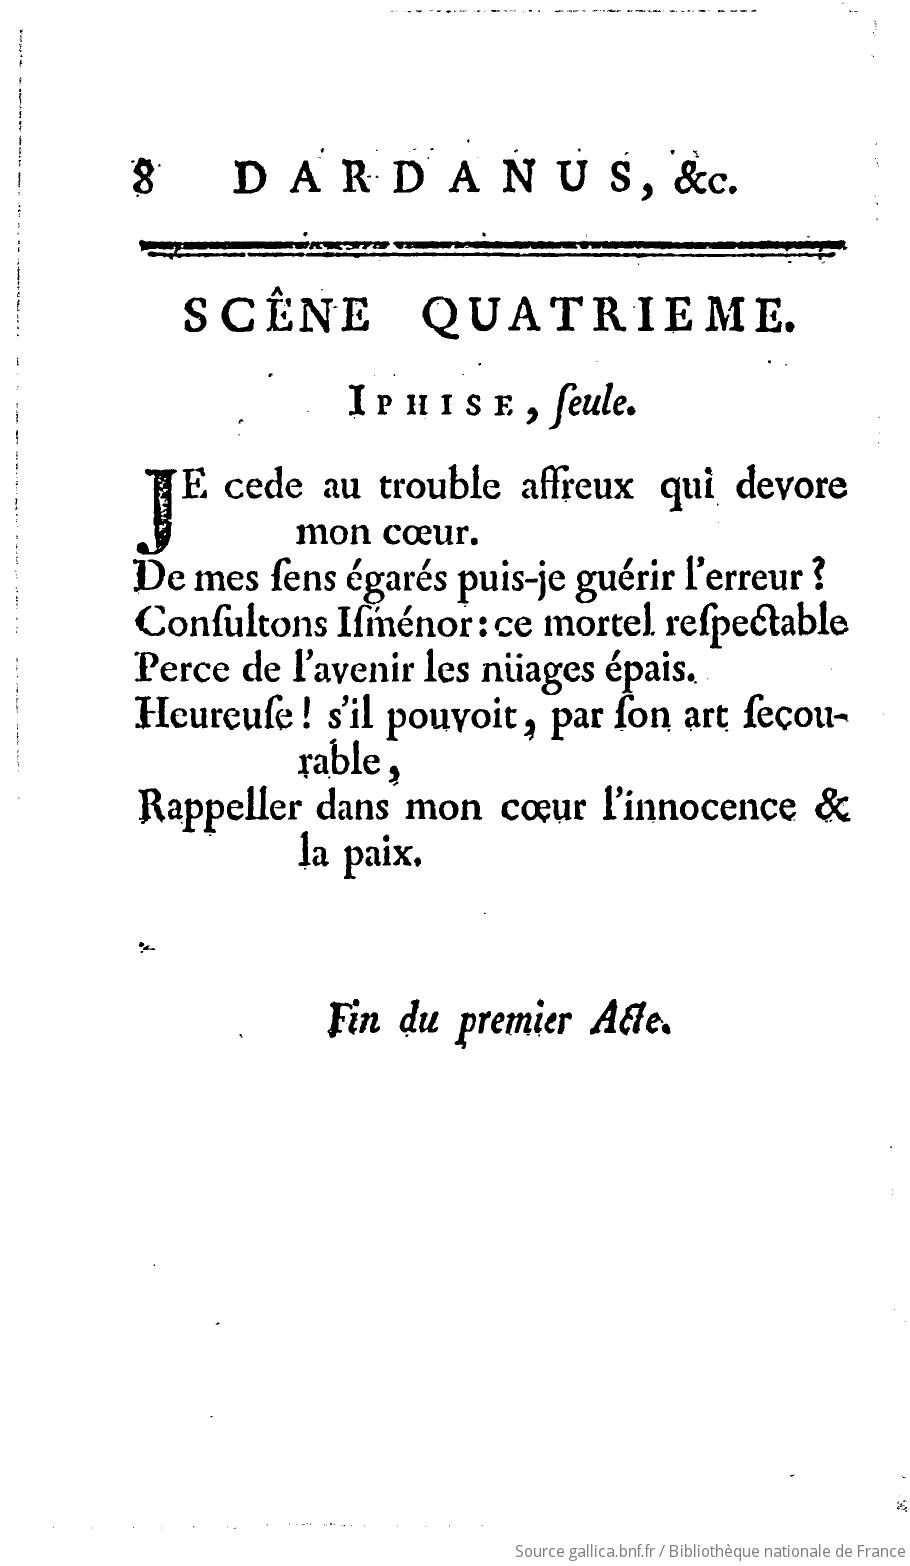 8 DARDANUS, &c.
SCÊNE QUATRIEME.
IPHISE, ſeule.
JE cede au trouble affreux qui devore
mon cœur.
De mes ſens égarés puis-je guérir l'erreur ?
Conſultons Iſménor : ce mortel reſpectable
Perce de l'avenir les nüages épais.
Heureuſe ! s'il pouvoit, par ſon art ſecou-
rable,
Rappeller dans mon cœur l'innocence &
la paix.
Fin du premier Acte.
Source gallica.bnf.fr / Bibliothèque nationale de France